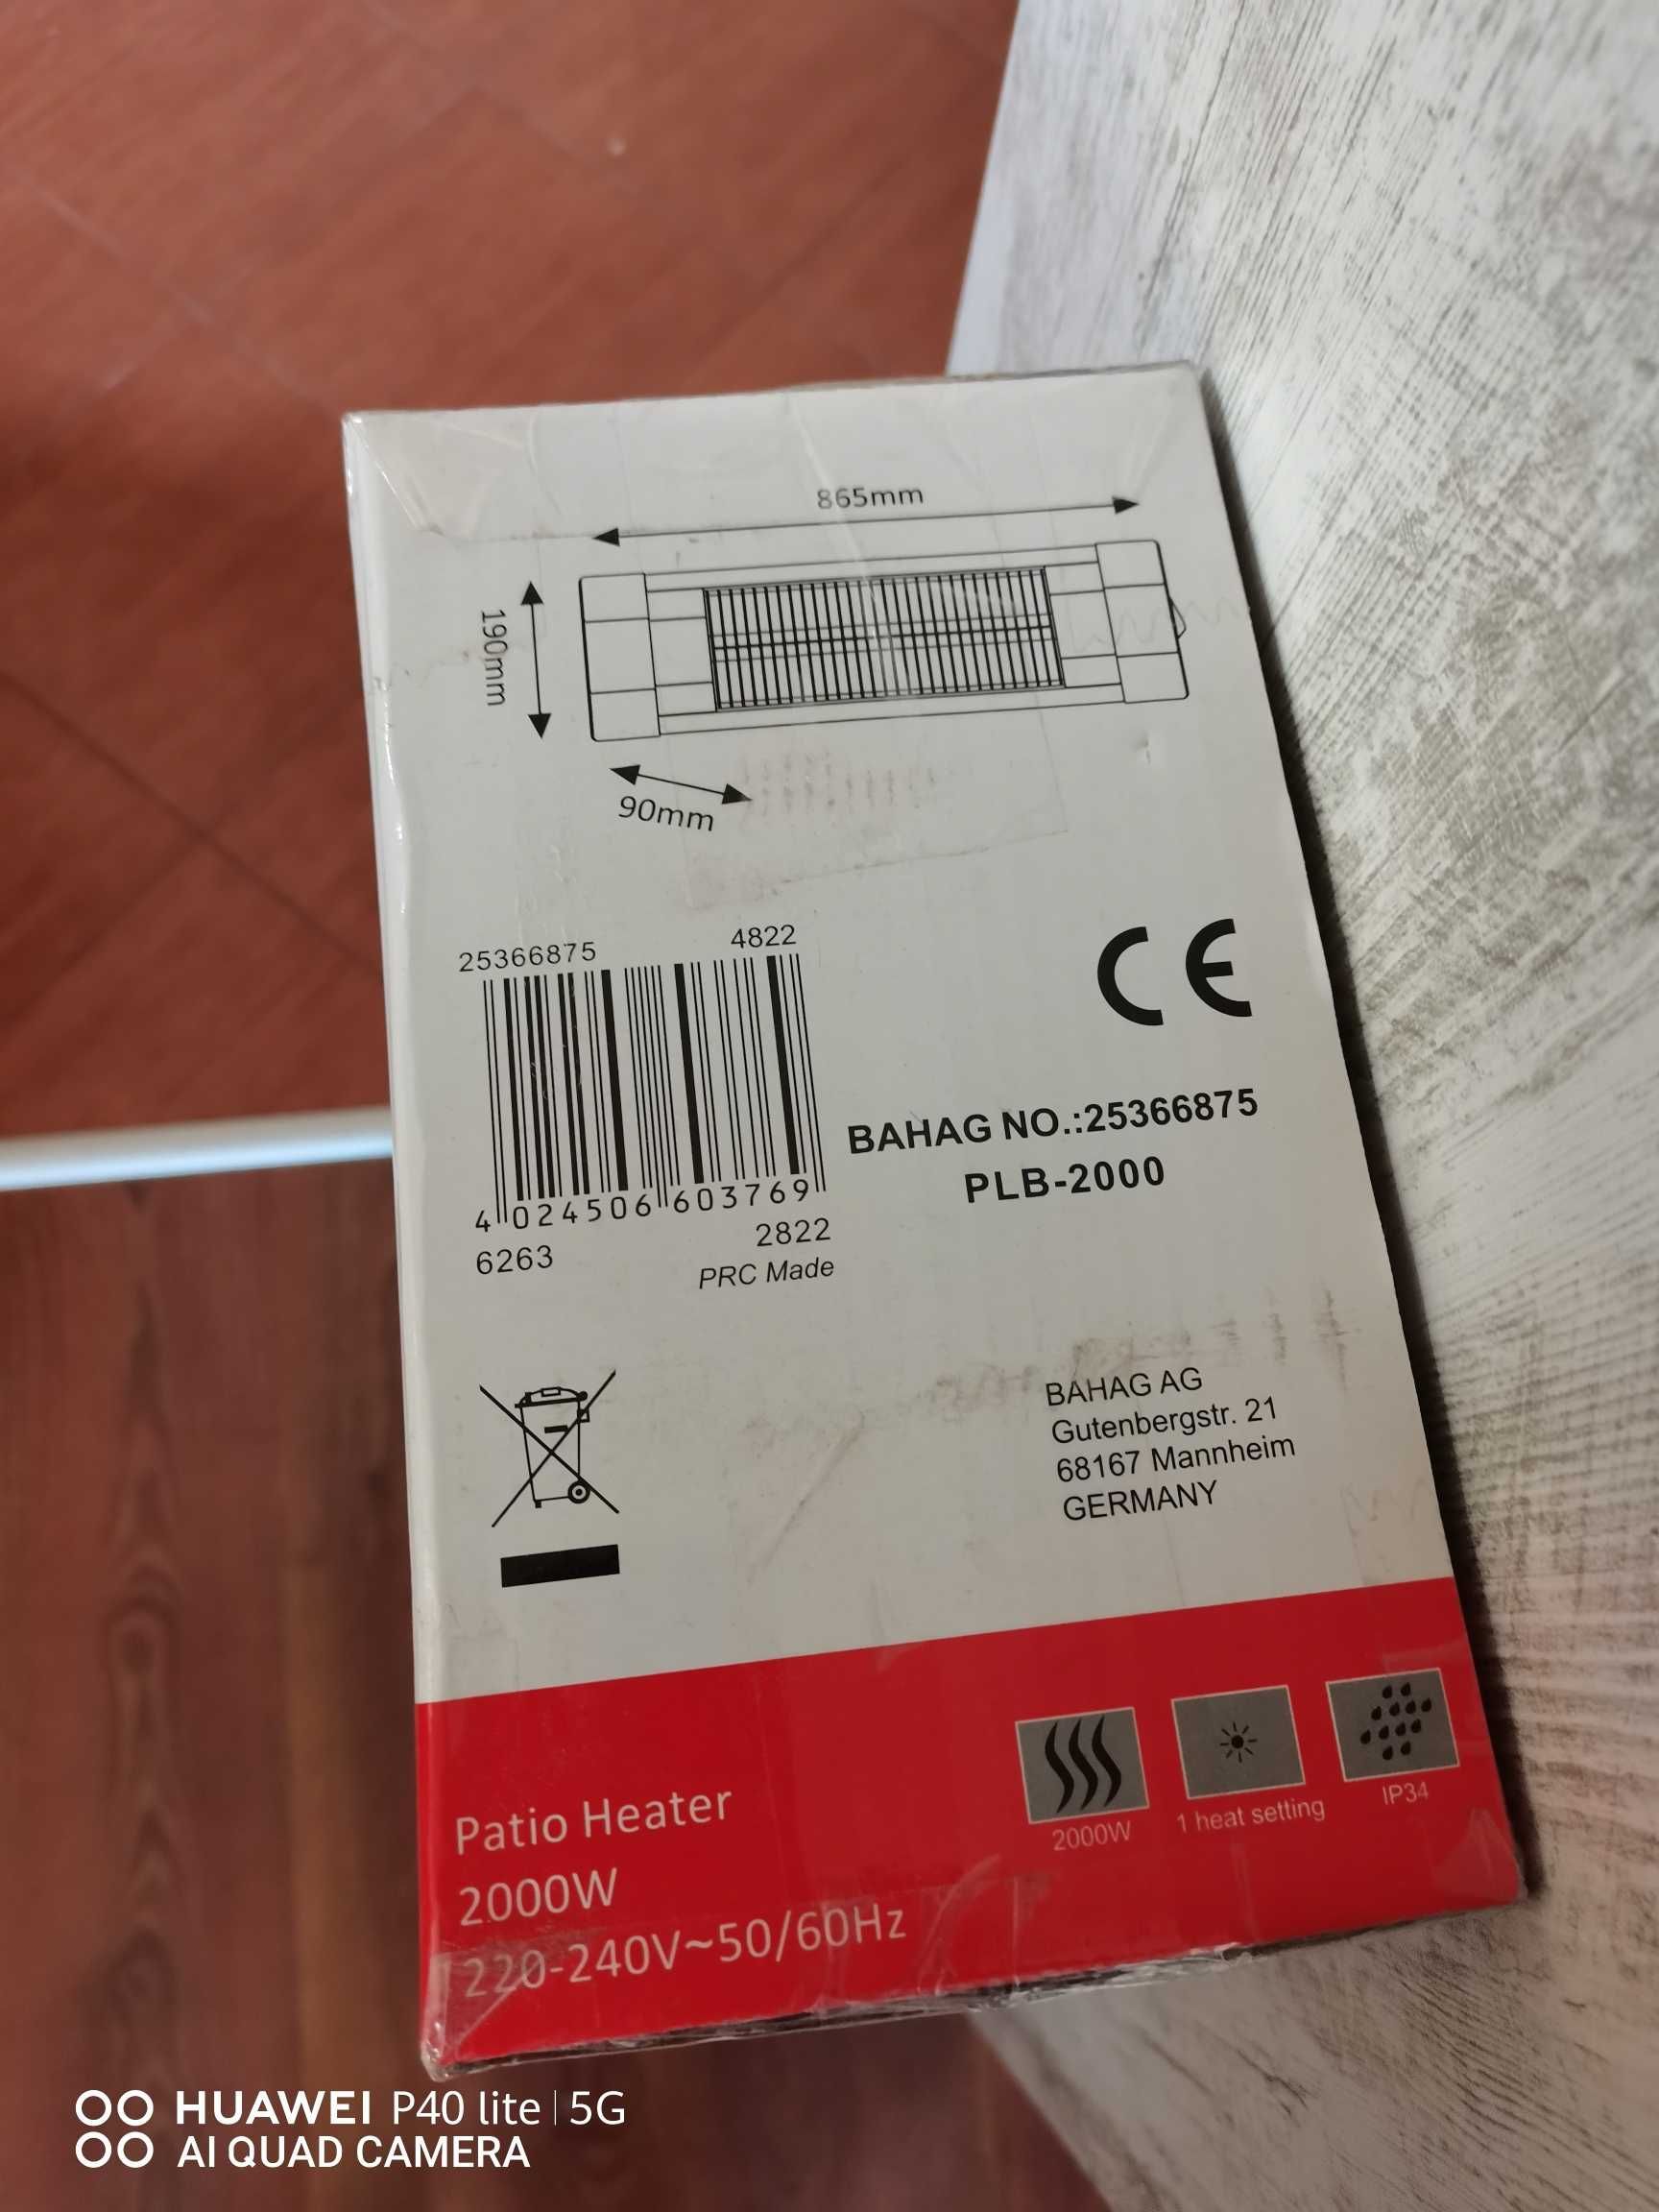 865mm
190mm
90mm
25366875 4822
4 024506 603769
6263 2822
PRC Made
CE
BAHAG NO.:25366875
PLB-2000
BAHAG AG
Gutenbergstr. 21
68167 Mannheim
GERMANY
Patio Heater
2000W
220-240V~50/60Hz
2000W
1 heat setting
IP34
HUAWEI P40 lite | 5G
AI QUAD CAMERA